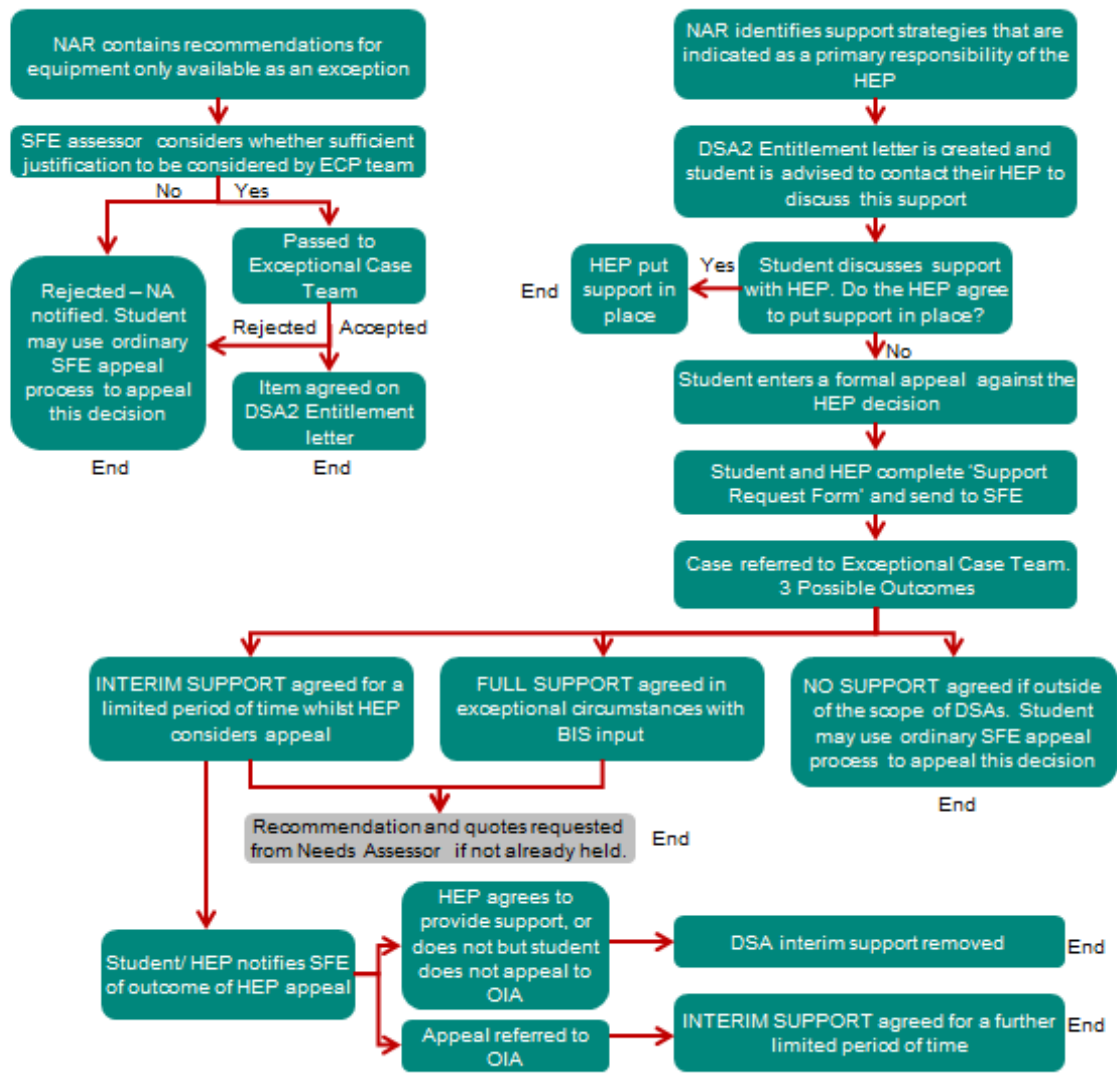 NAR contains recommendations for
equipment only available as an exception
SFE assessor considers whether sufficient
justification to be considered by ECP team
No
Yes
Passed to
Exceptional Case
Team
Rejected
Accepted
Rejected – NA
notified. Student
may use ordinary
SFE appeal
process to appeal
this decision
End
Item agreed on
DSA2 Entitlement
letter
End
NAR identifies support strategies that are
indicated as a primary responsibility of the
HEP
DSA2 Entitlement letter is created and
student is advised to contact their HEP to
discuss this support
Student discusses support
with HEP. Do the HEP agree
to put support in place?
Yes
HEP put
support in
place
End
No
Student enters a formal appeal against the
HEP decision
Student and HEP complete ‘Support
Request Form’ and send to SFE
Case referred to Exceptional Case Team.
3 Possible Outcomes
INTERIM SUPPORT agreed for a
limited period of time whilst HEP
considers appeal
FULL SUPPORT agreed in
exceptional circumstances with
BIS input
NO SUPPORT agreed if outside
of the scope of DSAs. Student
may use ordinary SFE appeal
process to appeal this decision
End
Recommendation and quotes requested
from Needs Assessor if not already held.
End
Student/ HEP notifies SFE
of outcome of HEP appeal
HEP agrees to
provide support, or
does not but student
does not appeal to
OIA
DSA interim support removed
End
Appeal referred to
OIA
INTERIM SUPPORT agreed for a further
limited period of time
End